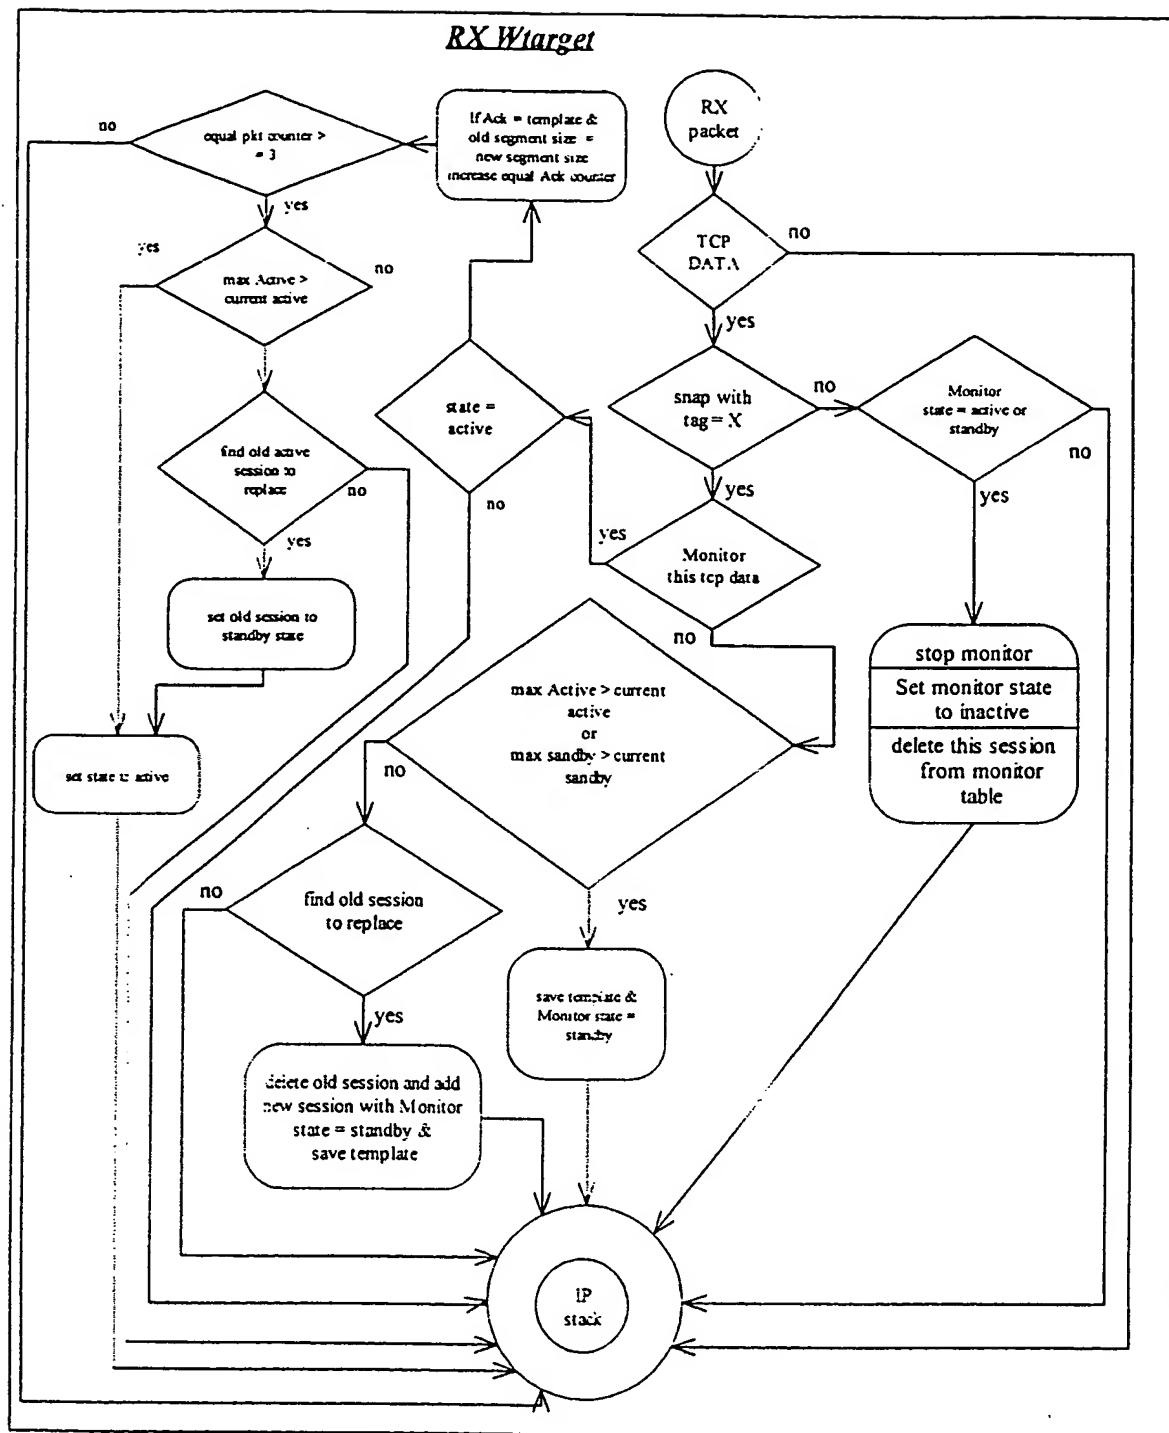 RX Wtarget
RX
packet
no
equal pkt counter >
= 3
If Ack = template &
old segment size =
new segment size
increase equal Ack counter
yes
TCP
DATA
no
yes
max Active >
current active
no
yes
snap with
tag = X
no
Monitor
state = active or
standby
no
state =
active
find old active
session to
replace
no
no
yes
yes
yes
yes
Monitor
this tcp data
set old session to
standby state
no
stop monitor
Set monitor state
to inactive
delete this session
from monitor
table
max Active > current
active
or
max sandby > current
sandby
set state to active
no
no
find old session
to replace
yes
save template &
Monitor state =
standby
yes
delete old session and add
new session with Monitor
state = standby &
save template
IP
stack